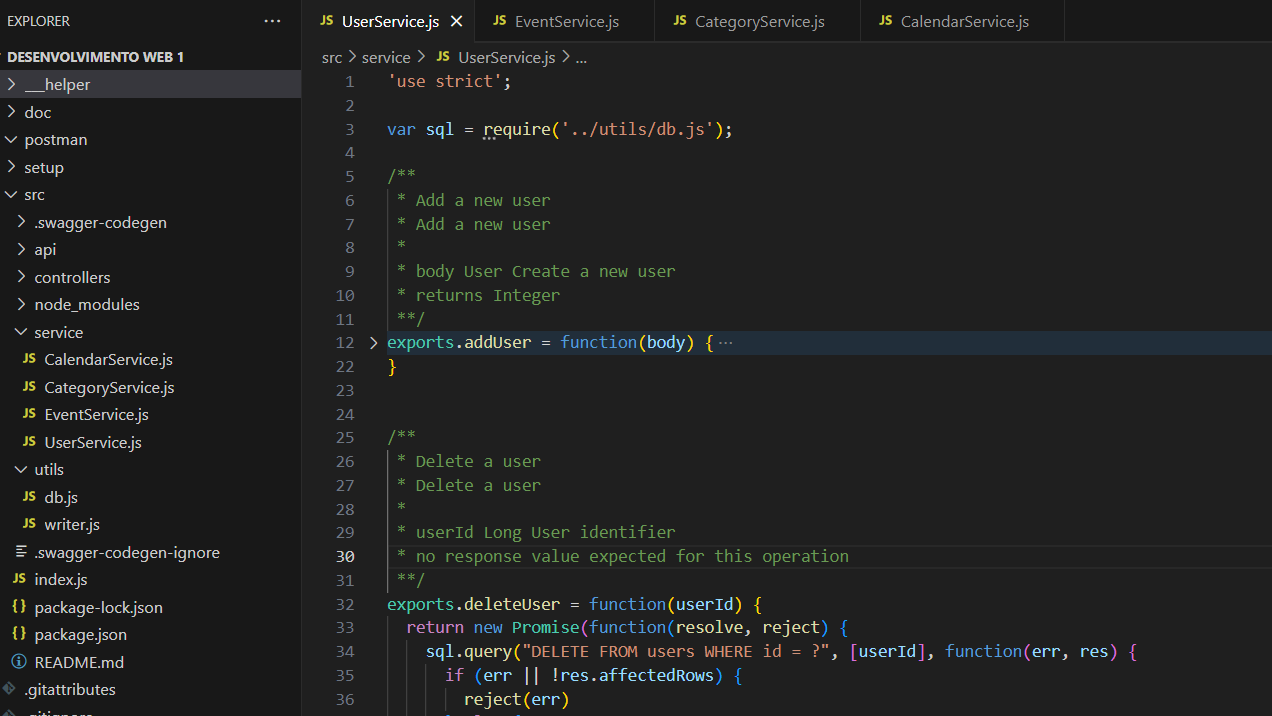 EXPLORER
...
DESENVOLVIMENTO WEB 1
__helper
doc
postman
setup
src
.swagger-codegen
api
controllers
node_modules
service
JS CalendarService.js
JS CategoryService.js
JS EventService.js
JS UserService.js
utils
JS db.js
JS writer.js
.swagger-codegen-ignore
JS index.js
{} package-lock.json
{} package.json
README.md
.gitattributes
.gitignore
JS UserService.js
JS EventService.js
JS CategoryService.js
JS CalendarService.js
src > service > JS UserService.js > ...
1 'use strict';
2
3 var sql = require('../utils/db.js');
4
5 /**
6 * Add a new user
7 * Add a new user
8 *
9 * body User Create a new user
10 * returns Integer
11 **/
12 exports.addUser = function(body) { ...
22 }
23
24
25 /**
26 * Delete a user
27 * Delete a user
28 *
29 * userId Long User identifier
30 * no response value expected for this operation
31 **/
32 exports.deleteUser = function(userId) {
33 return new Promise(function(resolve, reject) {
34 sql.query("DELETE FROM users WHERE id = ?", [userId], function(err, res) {
35 if (err || !res.affectedRows) {
36 reject(err)